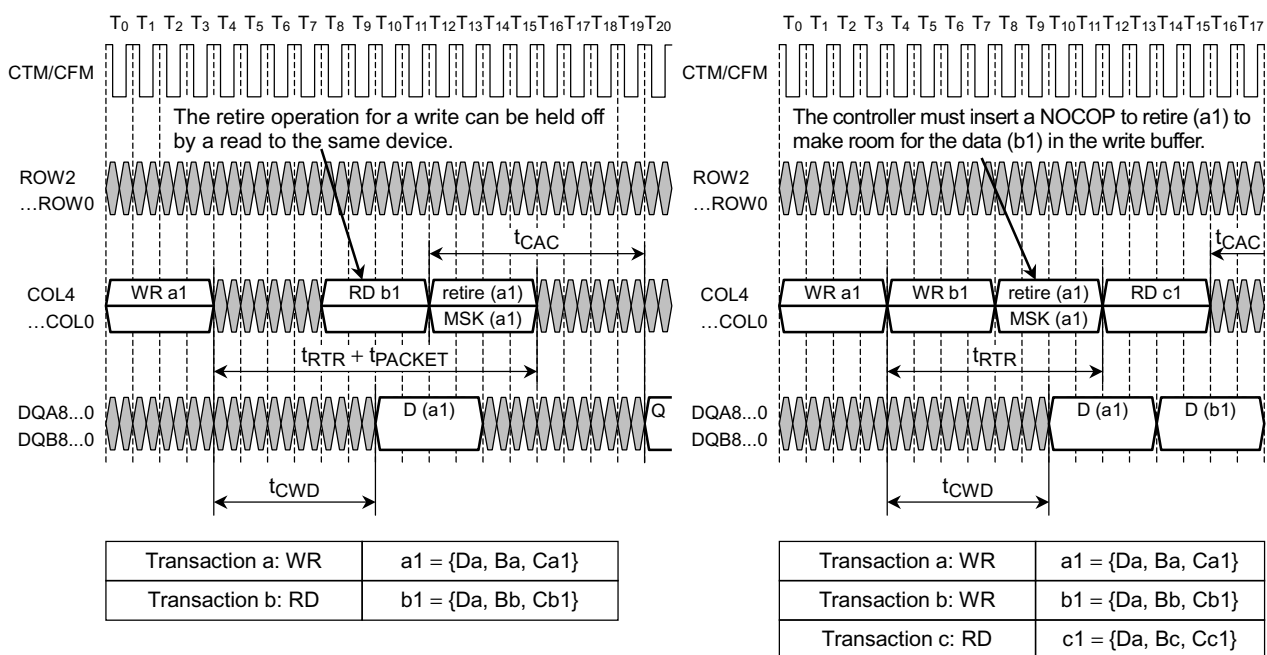 T0 T1 T2 T3 T4 T5 T6 T7 T8 T9 T10 T11 T12 T13 T14 T15 T16 T17 T18 T19 T20
CTM/CFM
The retire operation for a write can be held off
by a read to the same device.
ROW2
…ROW0
tCAC
COL4
…COL0
WR a1
RD b1
retire (a1)
MSK (a1)
tRTR + tPACKET
DQA8...0
DQB8...0
D (a1)
Q
tCWD
Transaction a: WR a1 = {Da, Ba, Ca1}
Transaction b: RD b1 = {Da, Bb, Cb1}
T0 T1 T2 T3 T4 T5 T6 T7 T8 T9 T10 T11 T12 T13 T14 T15 T16 T17
CTM/CFM
The controller must insert a NOCOP to retire (a1) to
make room for the data (b1) in the write buffer.
ROW2
…ROW0
tCAC
COL4
…COL0
WR a1
WR b1
retire (a1)
MSK (a1)
RD c1
tRTR
DQA8...0
DQB8...0
D (a1)
D (b1)
tCWD
Transaction a: WR a1 = {Da, Ba, Ca1}
Transaction b: WR b1 = {Da, Bb, Cb1}
Transaction c: RD c1 = {Da, Bc, Cc1}